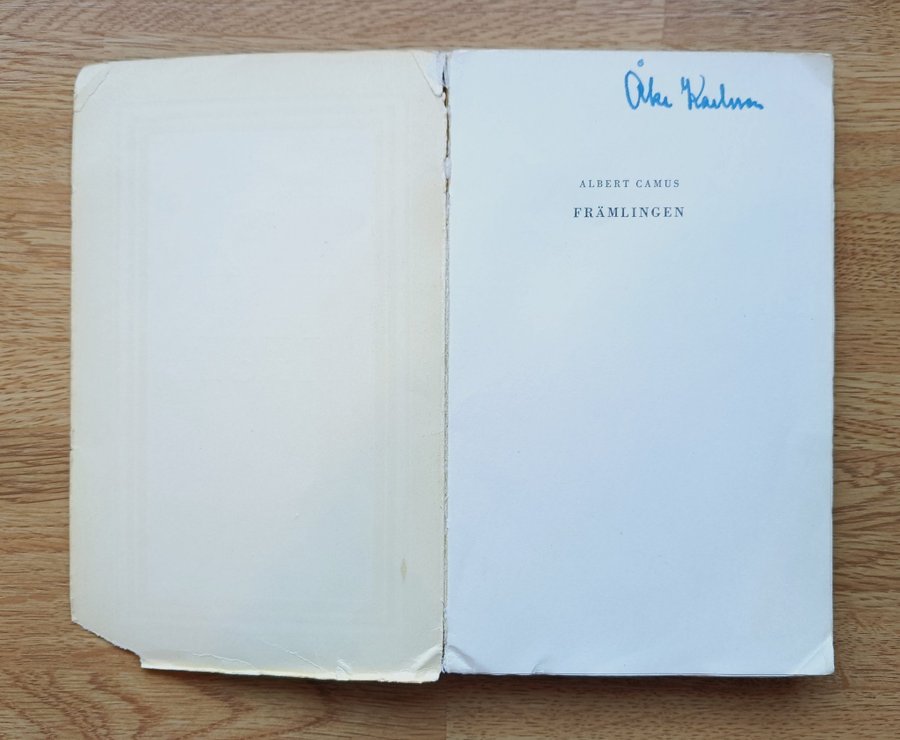 Åke Karlsson
ALBERT CAMUS
FRÄMLINGEN